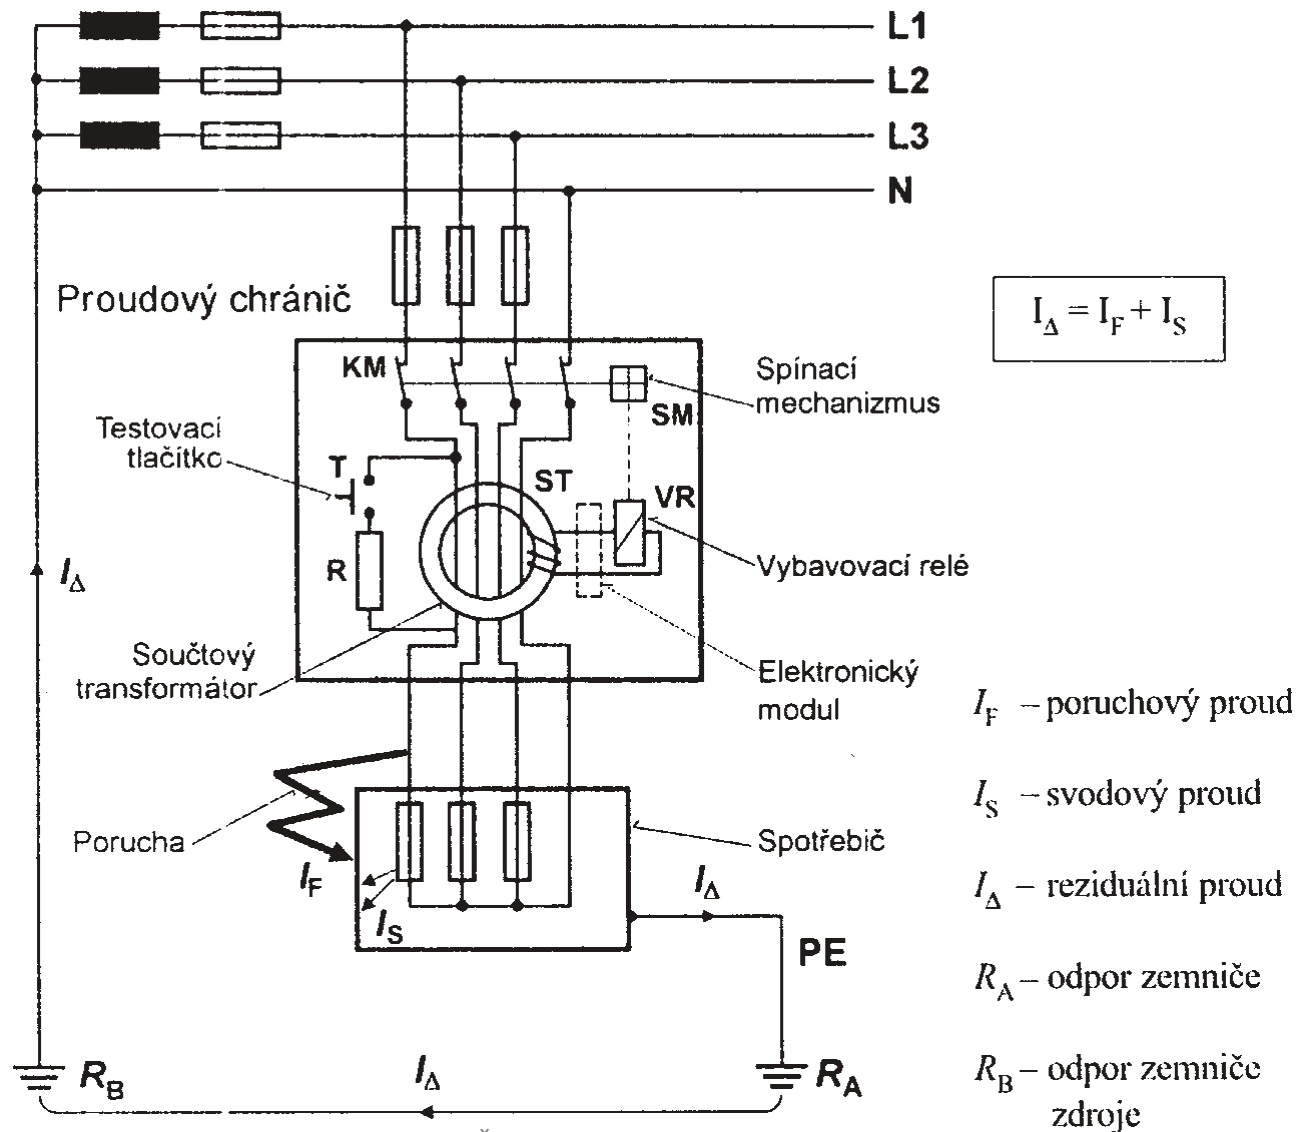 L1
L2
L3
N
Proudový chránič
I∆ = IF + IS
KM
Spínací
mechanizmus
SM
Testovací
tlačítko
T
ST
VR
R
Vybavovací relé
I∆
Součtový
transformátor
Elektronický
modul
IF – poruchový proud
IS – svodový proud
Porucha
Spotřebič
IF
I∆
I∆ – reziduální proud
IS
PE
RA – odpor zemniče
RB
I∆
RA
RB – odpor zemniče
zdroje